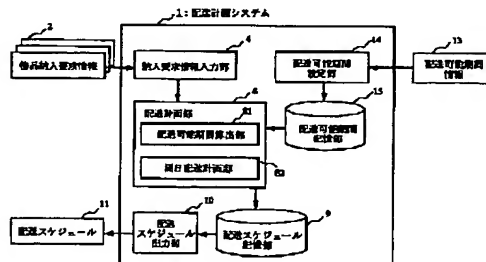 1：配送計画システム
2
備品納入要求情報
4
納入要求情報入力部
14
配送可能期間
設定部
13
配送可能期間
情報
15
配送可能期間
記憶部
6
配送計画部
61
配送可能期間算出部
62
同日配送計画部
11
配送スケジュール
10
配送
スケジュール
出力部
9
配送スケジュール
記憶部